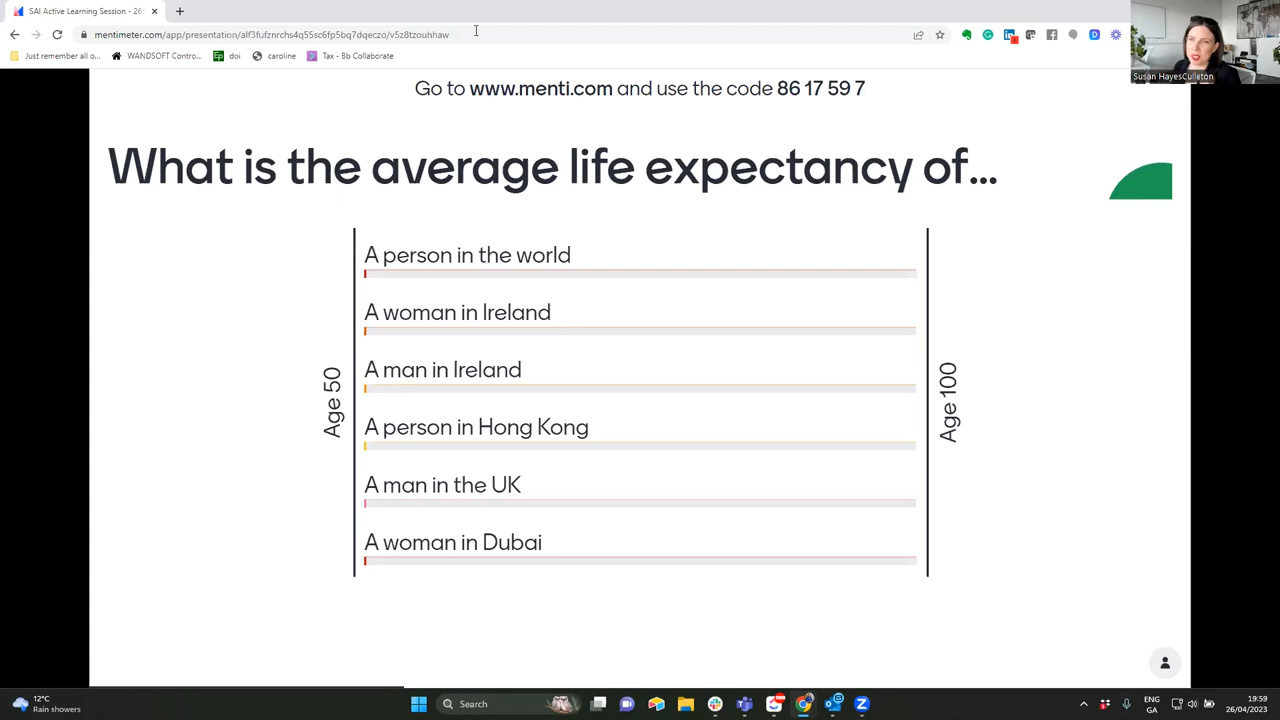 SAI Active Learning Session - 26
mentimeter.com/app/presentation/alf3fufznrchs4q55sc6fp5bq7dqeczo/v5z8tzouhhaw
Just remember all o...
WANDSOFT Contro...
doi
caroline
Tax - Bb Collaborate
Susan HayesCulleton
Go to www.menti.com and use the code 86 17 59 7
What is the average life expectancy of...
A person in the world
A woman in Ireland
A man in Ireland
A person in Hong Kong
A man in the UK
A woman in Dubai
Age 50
Age 100
12°C
Rain showers
Search
ENG
GA
19:59
26/04/2023